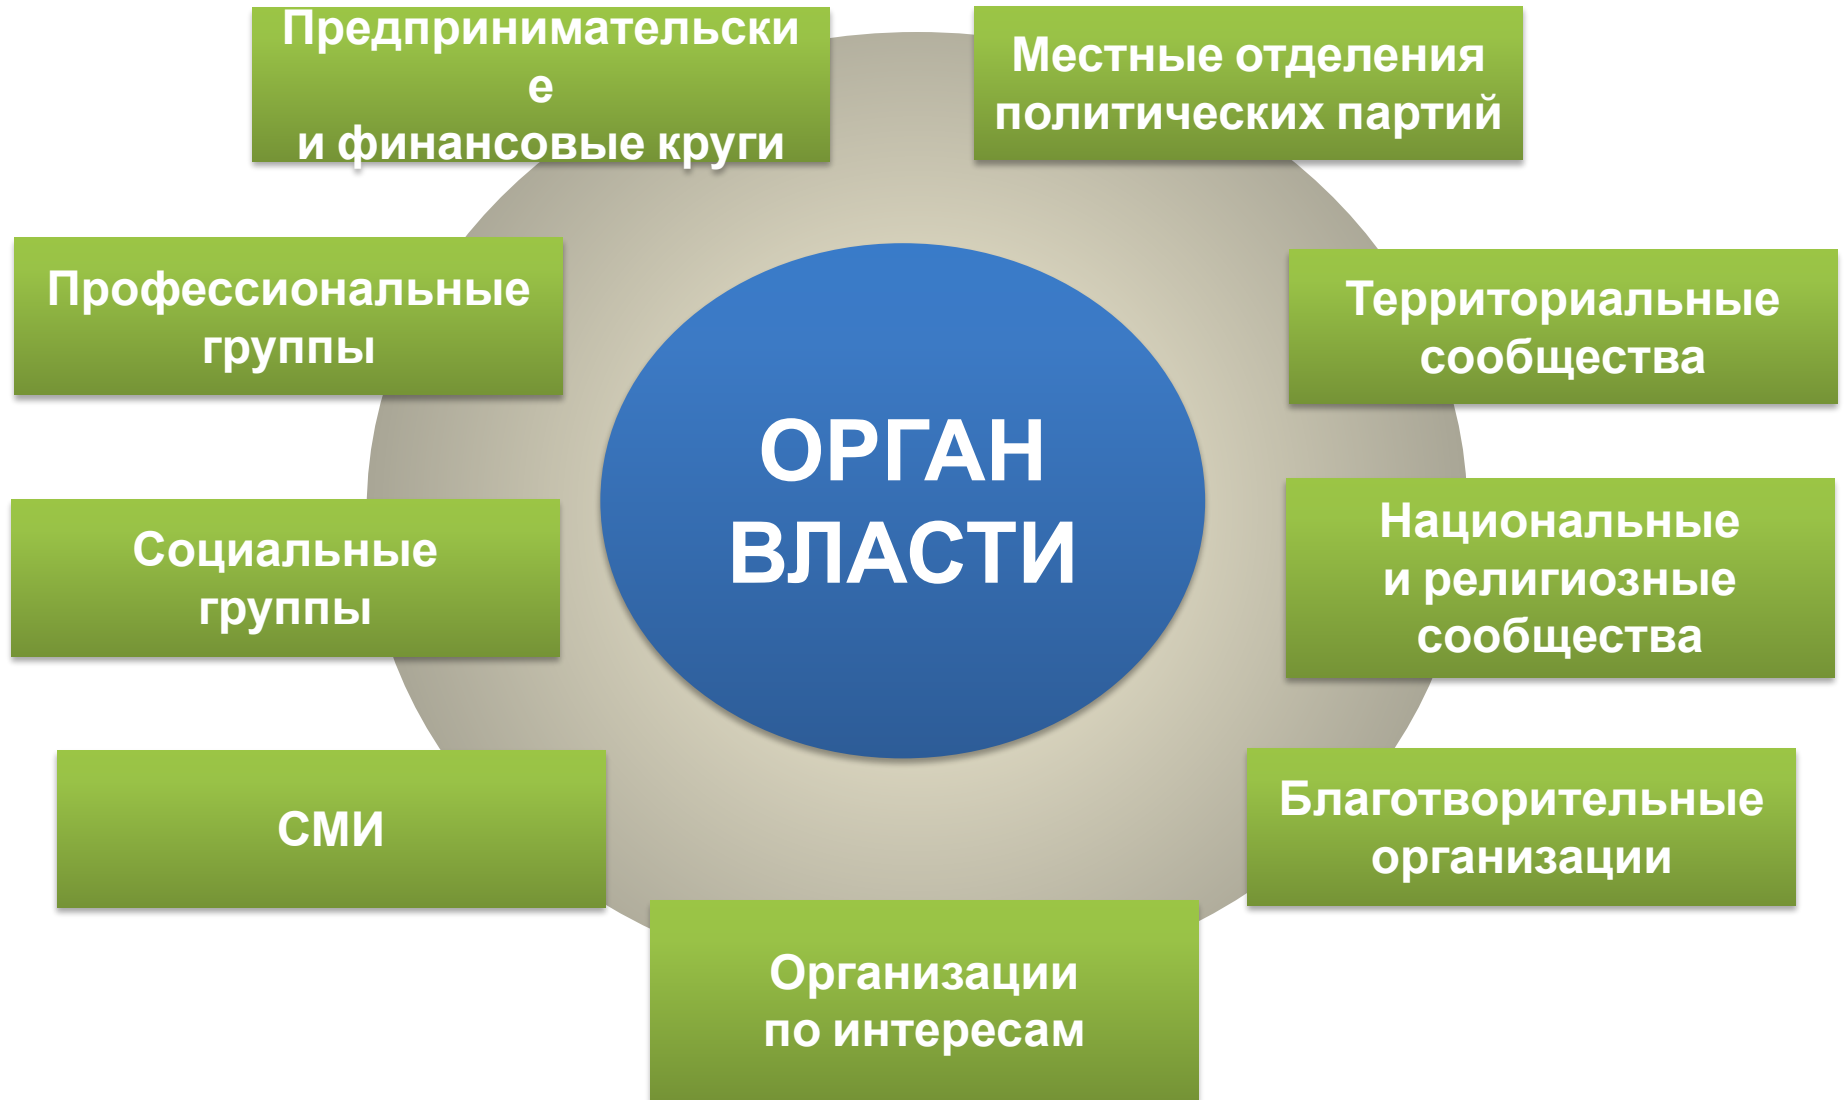 Предпринимательски
е
и финансовые круги
Местные отделения
политических партий
Профессиональные
группы
Территориальные
сообщества
ОРГАН
ВЛАСТИ
Социальные
группы
Национальные
и религиозные
сообщества
СМИ
Благотворительные
организации
Организации
по интересам